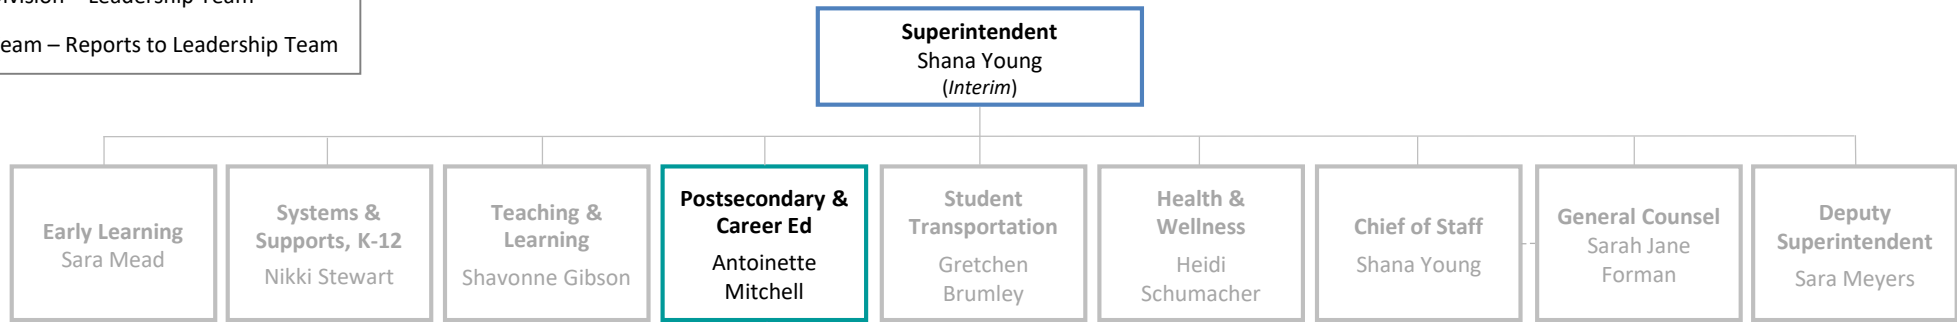 – Leadership Team
– Reports to Leadership Team
Superintendent
Shana Young
(Interim)
Early Learning
Sara Mead
Systems &
Supports, K-12
Nikki Stewart
Teaching &
Learning
Shavonne Gibson
Postsecondary &
Career Ed
Antoinette
Mitchell
Student
Transportation
Gretchen
Brumley
Health &
Wellness
Heidi
Schumacher
Chief of Staff
Shana Young
General Counsel
Sarah Jane
Forman
Deputy
Superintendent
Sara Meyers